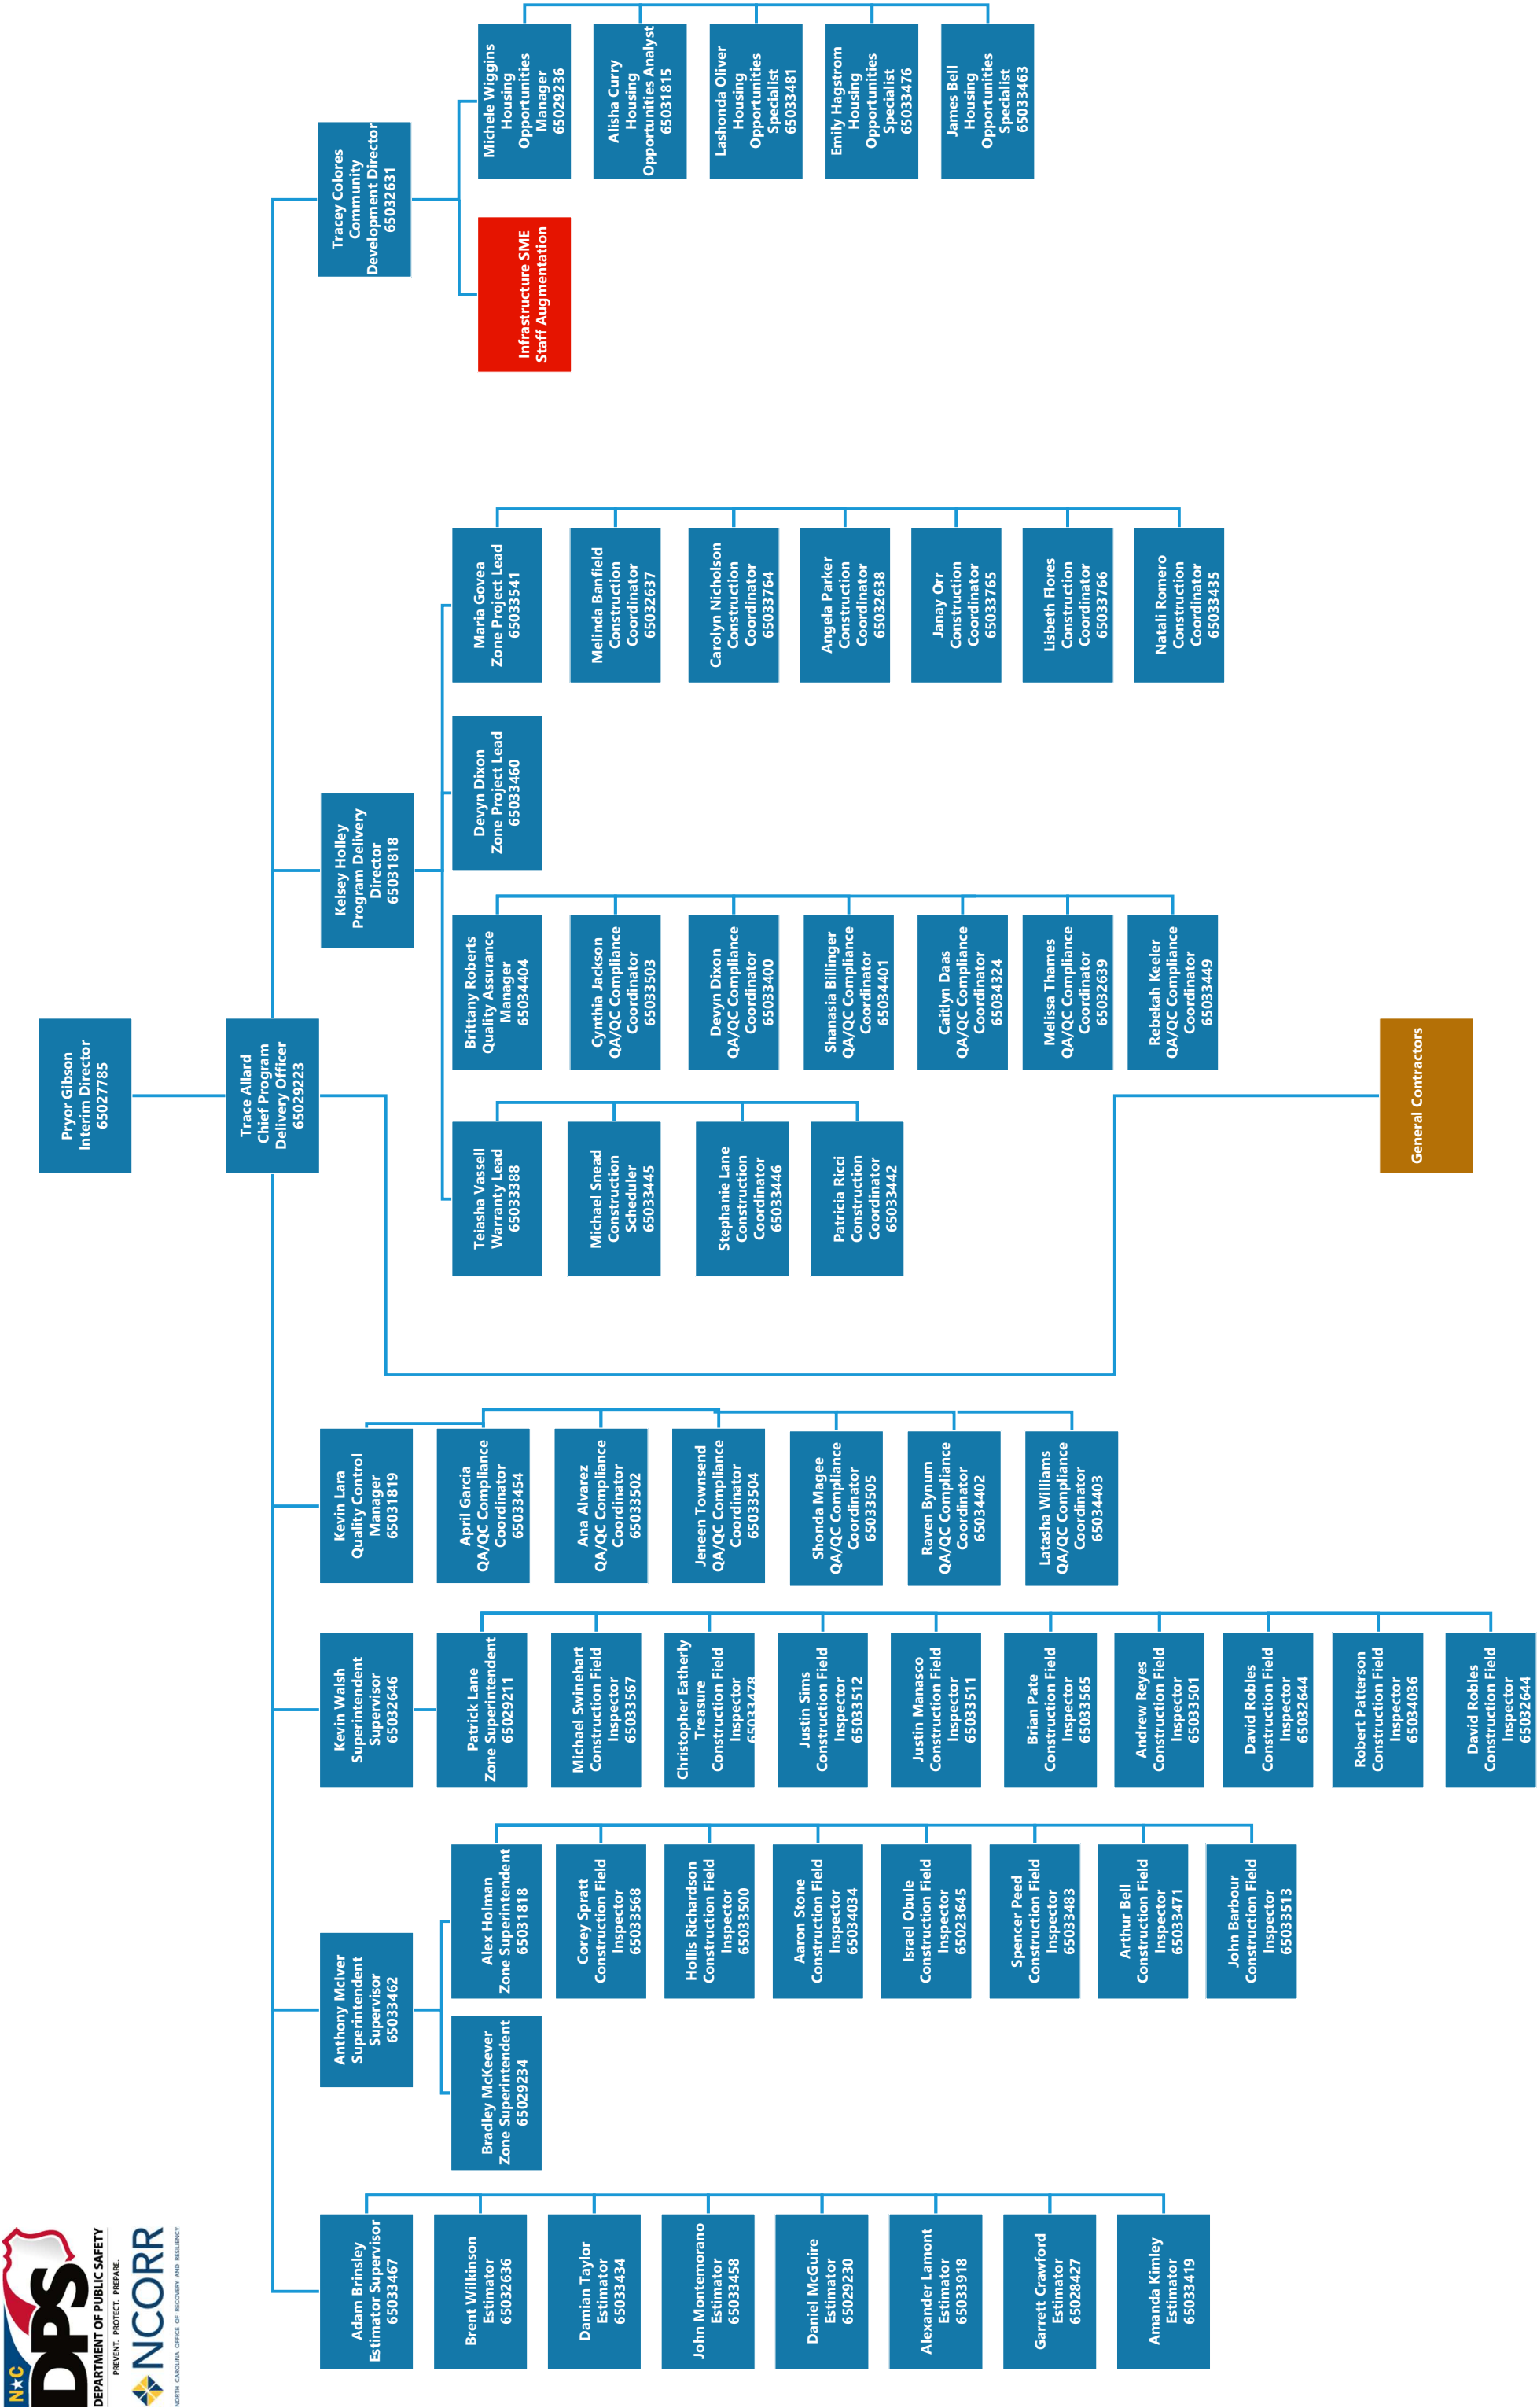 N★C
DPS
DEPARTMENT OF PUBLIC SAFETY
PREVENT. PROTECT. PREPARE.
NCORR
NORTH CAROLINA OFFICE OF RECOVERY AND RESILIENCY
Pryor Gibson
Interim Director
65027785
Trace Allard
Chief Program
Delivery Officer
65029223
Adam Brinsley
Estimator Supervisor
65033467
Brent Wilkinson
Estimator
65032636
Damian Taylor
Estimator
65033434
John Montemorano
Estimator
65033458
Daniel McGuire
Estimator
65029230
Alexander Lamont
Estimator
65033918
Garrett Crawford
Estimator
65028427
Amanda Kimley
Estimator
65033419
Anthony McIver
Superintendent
Supervisor
65033462
Bradley McKeever
Zone Superintendent
65029234
Alex Holman
Zone Superintendent
65031818
Corey Spratt
Construction Field
Inspector
65033568
Hollis Richardson
Construction Field
Inspector
65033500
Aaron Stone
Construction Field
Inspector
65034034
Israel Obule
Construction Field
Inspector
65023645
Spencer Peed
Construction Field
Inspector
65033483
Arthur Bell
Construction Field
Inspector
65033471
John Barbour
Construction Field
Inspector
65033513
Kevin Walsh
Superintendent
Supervisor
65032646
Patrick Lane
Zone Superintendent
65029211
Michael Swinehart
Construction Field
Inspector
65033567
Christopher Eatherly
Treasure
Construction Field
Inspector
65033478
Justin Sims
Construction Field
Inspector
65033512
Justin Manasco
Construction Field
Inspector
65033511
Brian Pate
Construction Field
Inspector
65033565
Andrew Reyes
Construction Field
Inspector
65033501
David Robles
Construction Field
Inspector
65032644
Robert Patterson
Construction Field
Inspector
65034036
David Robles
Construction Field
Inspector
65032644
Kevin Lara
Quality Control
Manager
65031819
April Garcia
QA/QC Compliance
Coordinator
65033454
Ana Alvarez
QA/QC Compliance
Coordinator
65033502
Jeneen Townsend
QA/QC Compliance
Coordinator
65033504
Shonda Magee
QA/QC Compliance
Coordinator
65033505
Raven Bynum
QA/QC Compliance
Coordinator
65034402
Latasha Williams
QA/QC Compliance
Coordinator
65034403
Kelsey Holley
Program Delivery
Director
65031818
Teiasha Vassell
Warranty Lead
65033388
Michael Snead
Construction
Scheduler
65033445
Stephanie Lane
Construction
Coordinator
65033446
Patricia Ricci
Construction
Coordinator
65033442
Brittany Roberts
Quality Assurance
Manager
65034404
Cynthia Jackson
QA/QC Compliance
Coordinator
65033503
Devyn Dixon
QA/QC Compliance
Coordinator
65033400
Shanasia Billinger
QA/QC Compliance
Coordinator
65034401
Caitlyn Daas
QA/QC Compliance
Coordinator
65034324
Melissa Thames
QA/QC Compliance
Coordinator
65032639
Rebekah Keeler
QA/QC Compliance
Coordinator
65033449
Devyn Dixon
Zone Project Lead
65033460
Maria Govea
Zone Project Lead
65033541
Melinda Banfield
Construction
Coordinator
65032637
Carolyn Nicholson
Construction
Coordinator
65033764
Angela Parker
Construction
Coordinator
65032638
Janay Orr
Construction
Coordinator
65033765
Lisbeth Flores
Construction
Coordinator
65033766
Natali Romero
Construction
Coordinator
65033435
Tracey Colores
Community
Development Director
65032631
Infrastructure SME
Staff Augmentation
Michele Wiggins
Housing
Opportunities
Manager
65029236
Alisha Curry
Housing
Opportunities Analyst
65031815
Lashonda Oliver
Housing
Opportunities
Specialist
65033481
Emily Hagstrom
Housing
Opportunities
Specialist
65033476
James Bell
Housing
Opportunities
Specialist
65033463
General Contractors